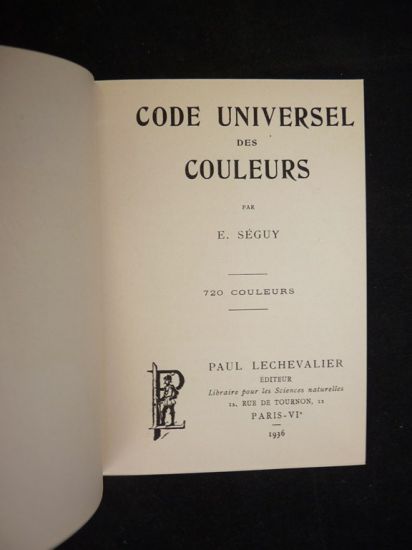 CODE UNIVERSEL
DES
COULEURS
PAR
E. SÉGUY
720 COULEURS
PAUL LECHEVALIER
ÉDITEUR
Libraire pour les Sciences naturelles
12, RUE DE TOURNON, 12
PARIS-VIᵉ
1936